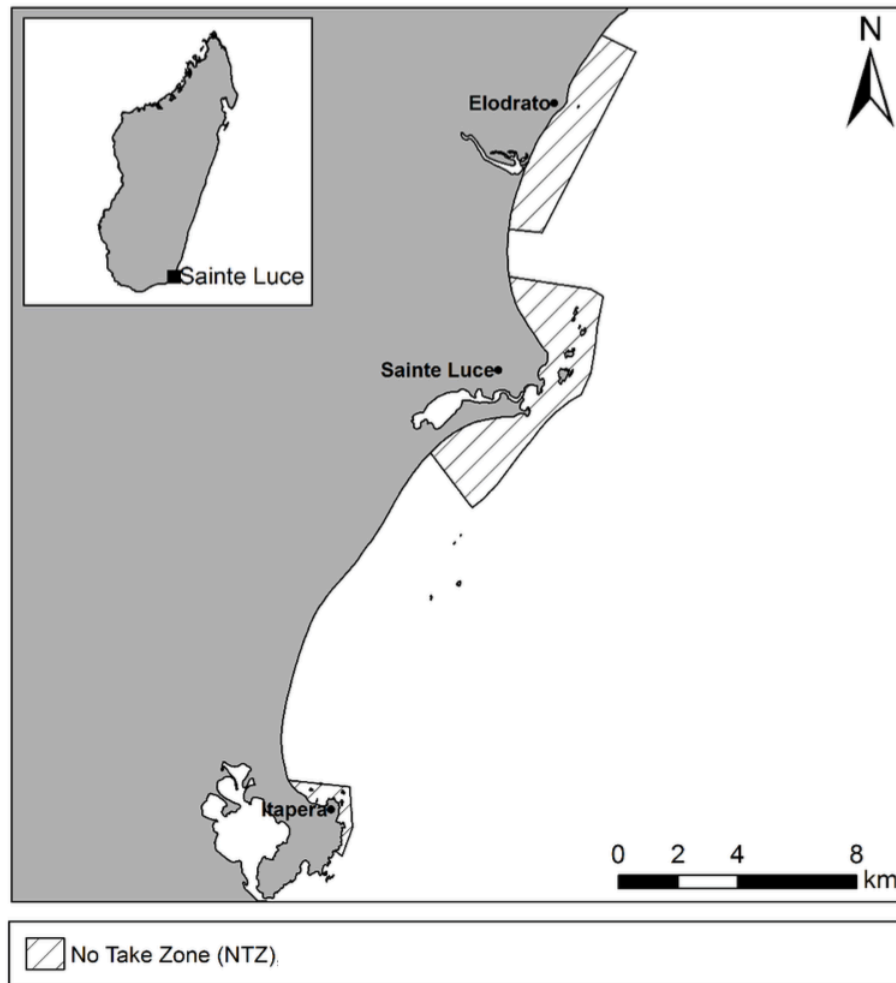 N
Elodrato
Sainte Luce
Sainte Luce
Itapera
0 2 4 8
km
No Take Zone (NTZ)